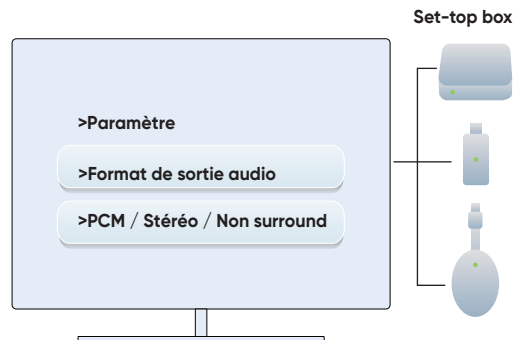 Set-top box
>Paramètre
>Format de sortie audio
>PCM / Stéréo / Non surround